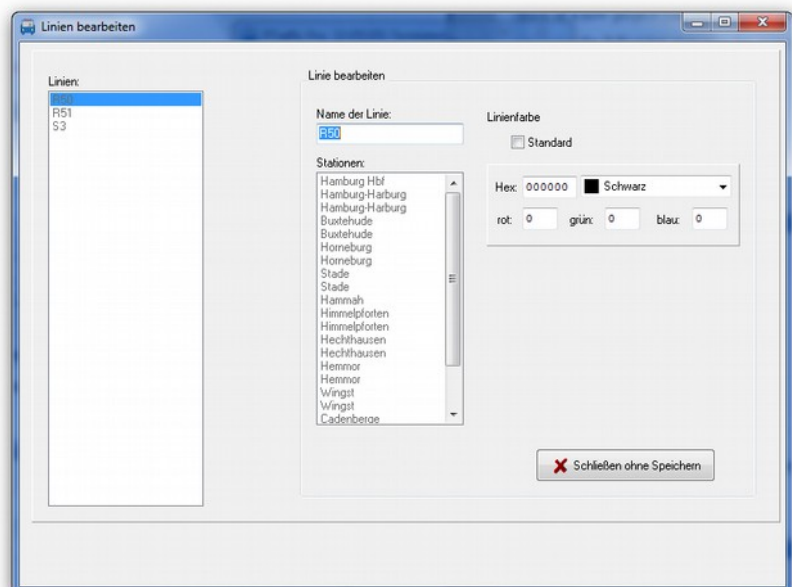 Linien bearbeiten
Linien:
R50
R51
S3
Linie bearbeiten
Name der Linie:
R50
Stationen:
Hamburg Hbf
Hamburg-Harburg
Hamburg-Harburg
Buxtehude
Buxtehude
Horneburg
Horneburg
Stade
Stade
Hammah
Himmelpforten
Himmelpforten
Hechthausen
Hechthausen
Hemmor
Hemmor
Wingst
Wingst
Cadenberge
Linienfarbe
Standard
Hex: 000000 Schwarz
rot: 0 grün: 0 blau: 0
Schließen ohne Speichern